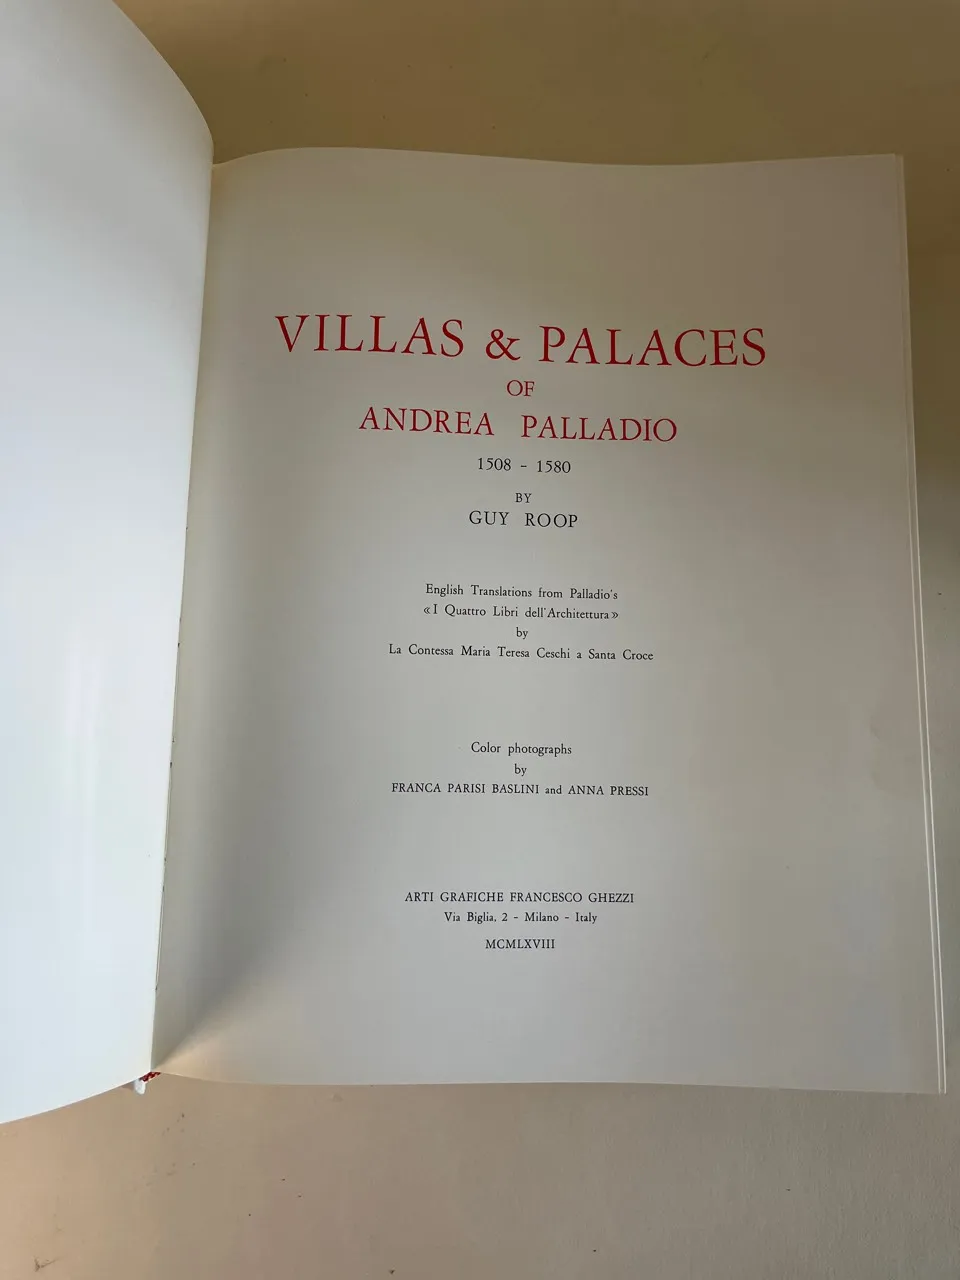 VILLAS & PALACES
OF
ANDREA PALLADIO
1508 - 1580
BY
GUY ROOP
English Translations from Palladio's
«I Quattro Libri dell'Architettura»
by
La Contessa Maria Teresa Ceschi a Santa Croce
Color photographs
by
FRANCA PARISI BASLINI and ANNA PRESSI
ARTI GRAFICHE FRANCESCO GHEZZI
Via Biglia, 2 - Milano - Italy
MCMLXVIII